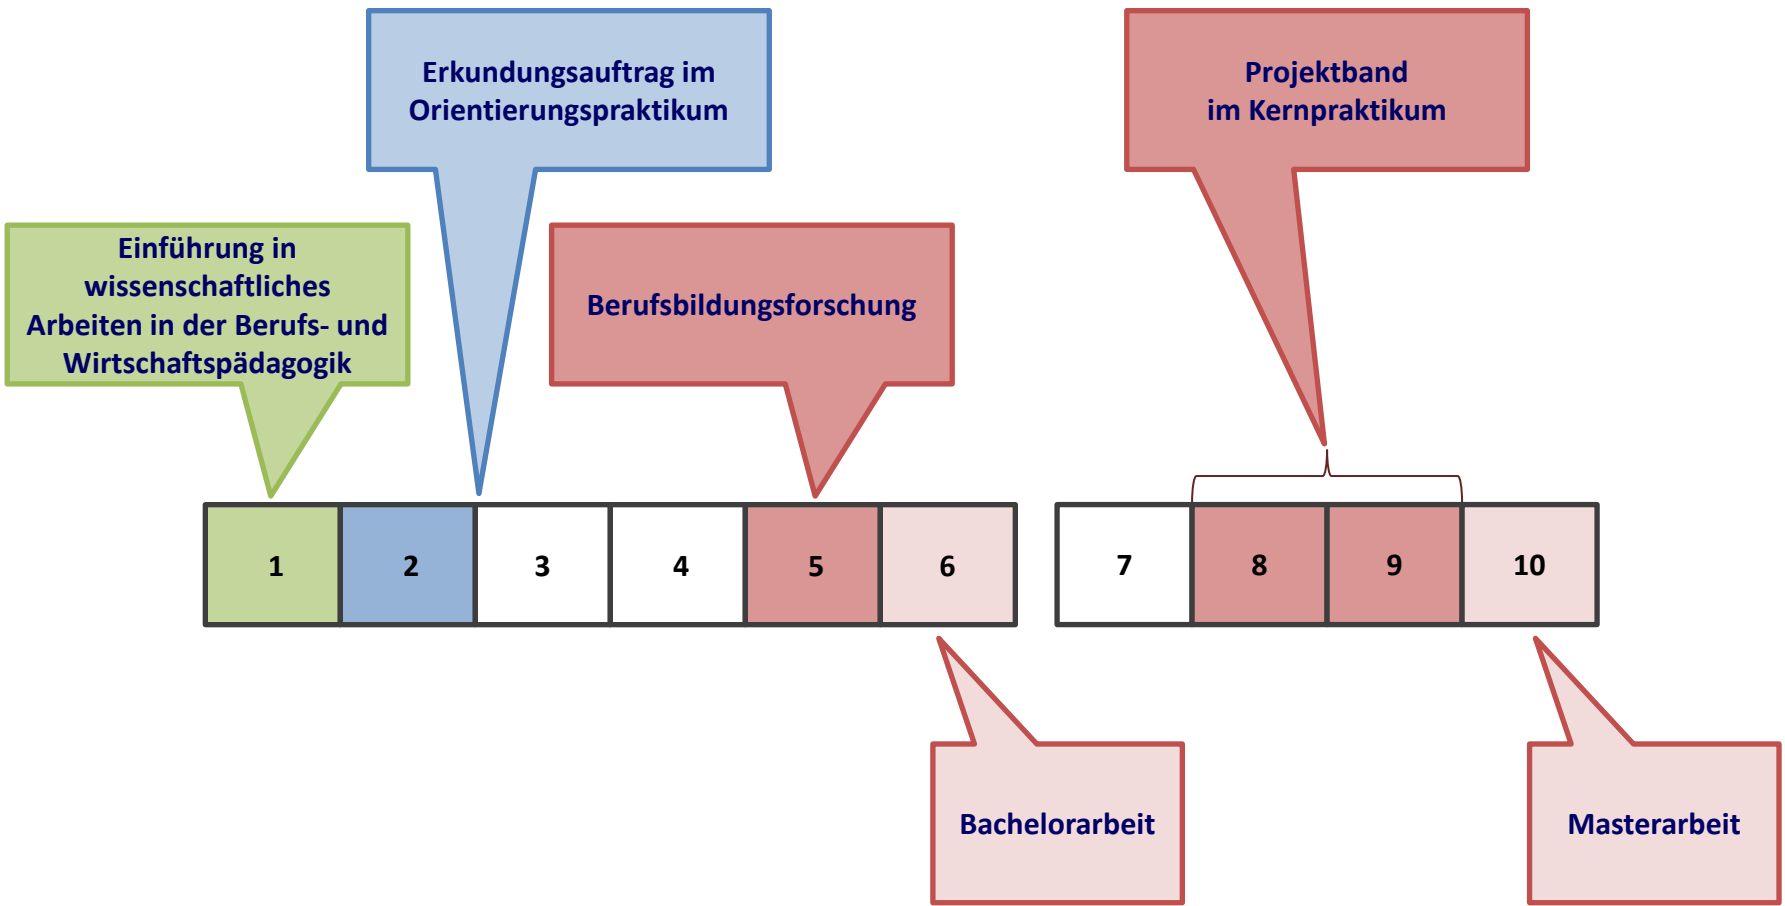 Erkundungsauftrag im
Orientierungspraktikum
Projektband
im Kernpraktikum
Einführung in
wissenschaftliches
Arbeiten in der Berufs- und
Wirtschaftspädagogik
Berufsbildungsforschung
1 2 3 4 5 6 7 8 9 10
Bachelorarbeit
Masterarbeit